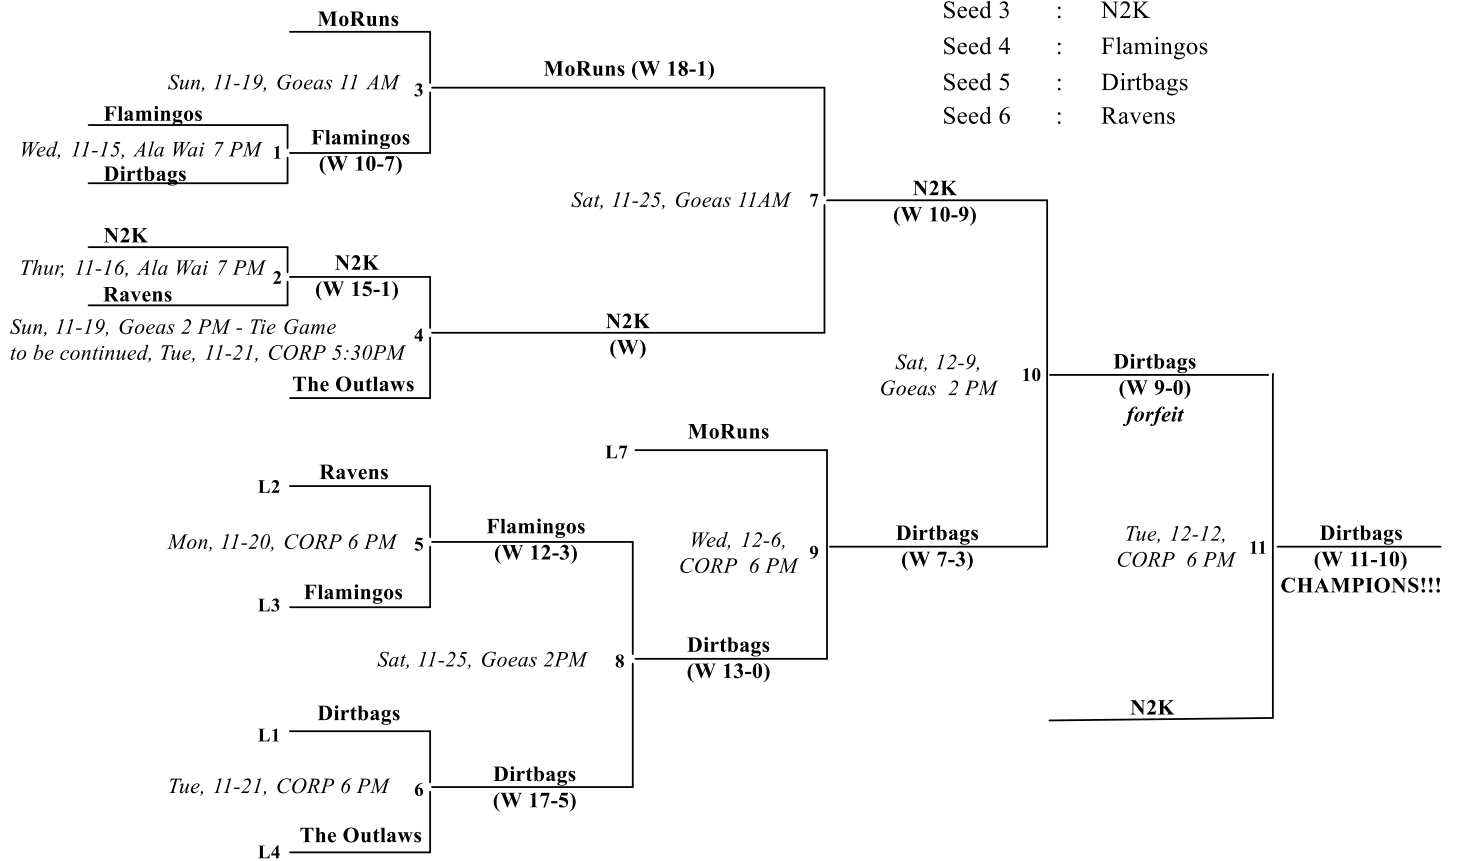 MoRuns
Seed 3 : N2K
Seed 4 : Flamingos
Seed 5 : Dirtbags
Seed 6 : Ravens
Sun, 11-19, Goeas 11 AM 3
MoRuns (W 18-1)
Flamingos
Wed, 11-15, Ala Wai 7 PM 1
Dirtbags
Flamingos
(W 10-7)
Sat, 11-25, Goeas 11AM 7
N2K
(W 10-9)
N2K
Thur, 11-16, Ala Wai 7 PM 2
Ravens
N2K
(W 15-1)
Sun, 11-19, Goeas 2 PM - Tie Game
to be continued, Tue, 11-21, CORP 5:30PM
4
N2K
(W)
The Outlaws
Sat, 12-9,
Goeas 2 PM
10
Dirtbags
(W 9-0)
forfeit
L7 MoRuns
L2 Ravens
Mon, 11-20, CORP 6 PM 5
Flamingos
(W 12-3)
L3 Flamingos
Wed, 12-6,
CORP 6 PM
9
Dirtbags
(W 7-3)
Tue, 12-12,
CORP 6 PM
11
Dirtbags
(W 11-10)
CHAMPIONS!!!
Sat, 11-25, Goeas 2PM 8
Dirtbags
(W 13-0)
N2K
L1 Dirtbags
Tue, 11-21, CORP 6 PM 6
Dirtbags
(W 17-5)
L4 The Outlaws